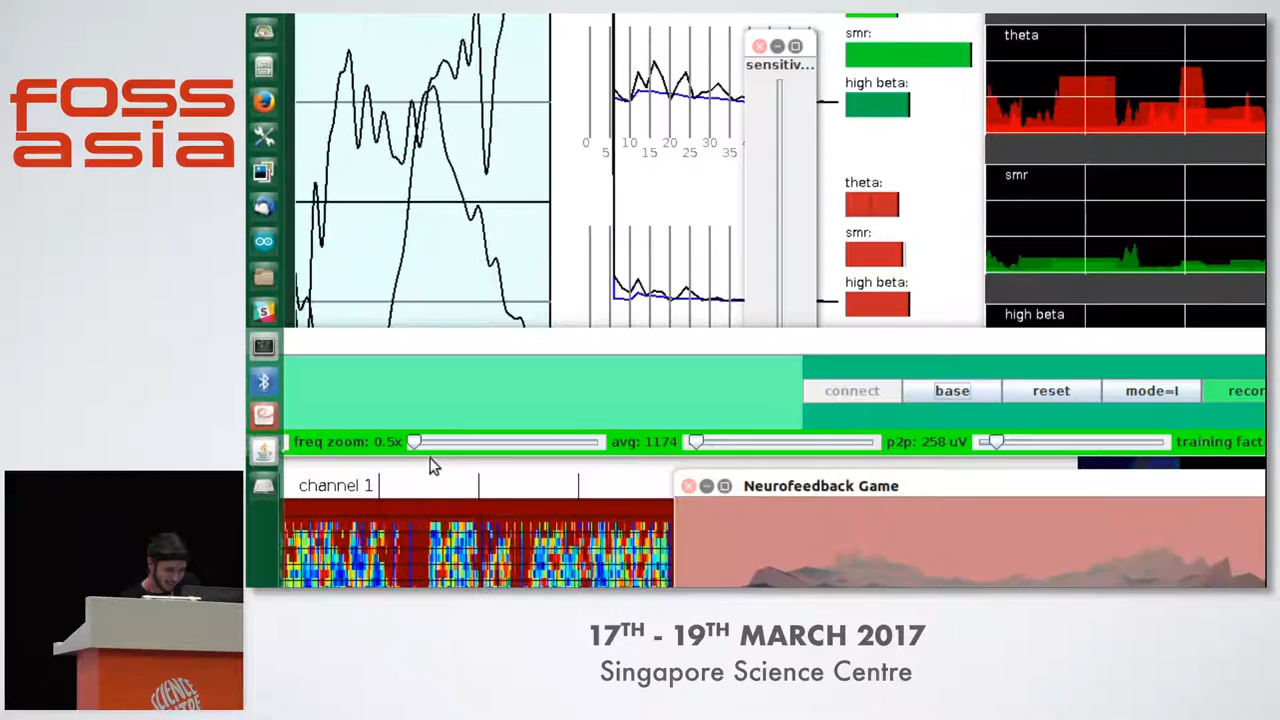 foss
asia
sensitiv...
smr:
high beta:
theta:
smr:
high beta:
theta
smr
high beta
0 10 20 30
5 15 25 35
connect base reset mode=I recor
freq zoom: 0.5x avg: 1174 p2p: 258 uV training fact
channel 1
Neurofeedback Game
SCIENCE
17TH - 19TH MARCH 2017
Singapore Science Centre